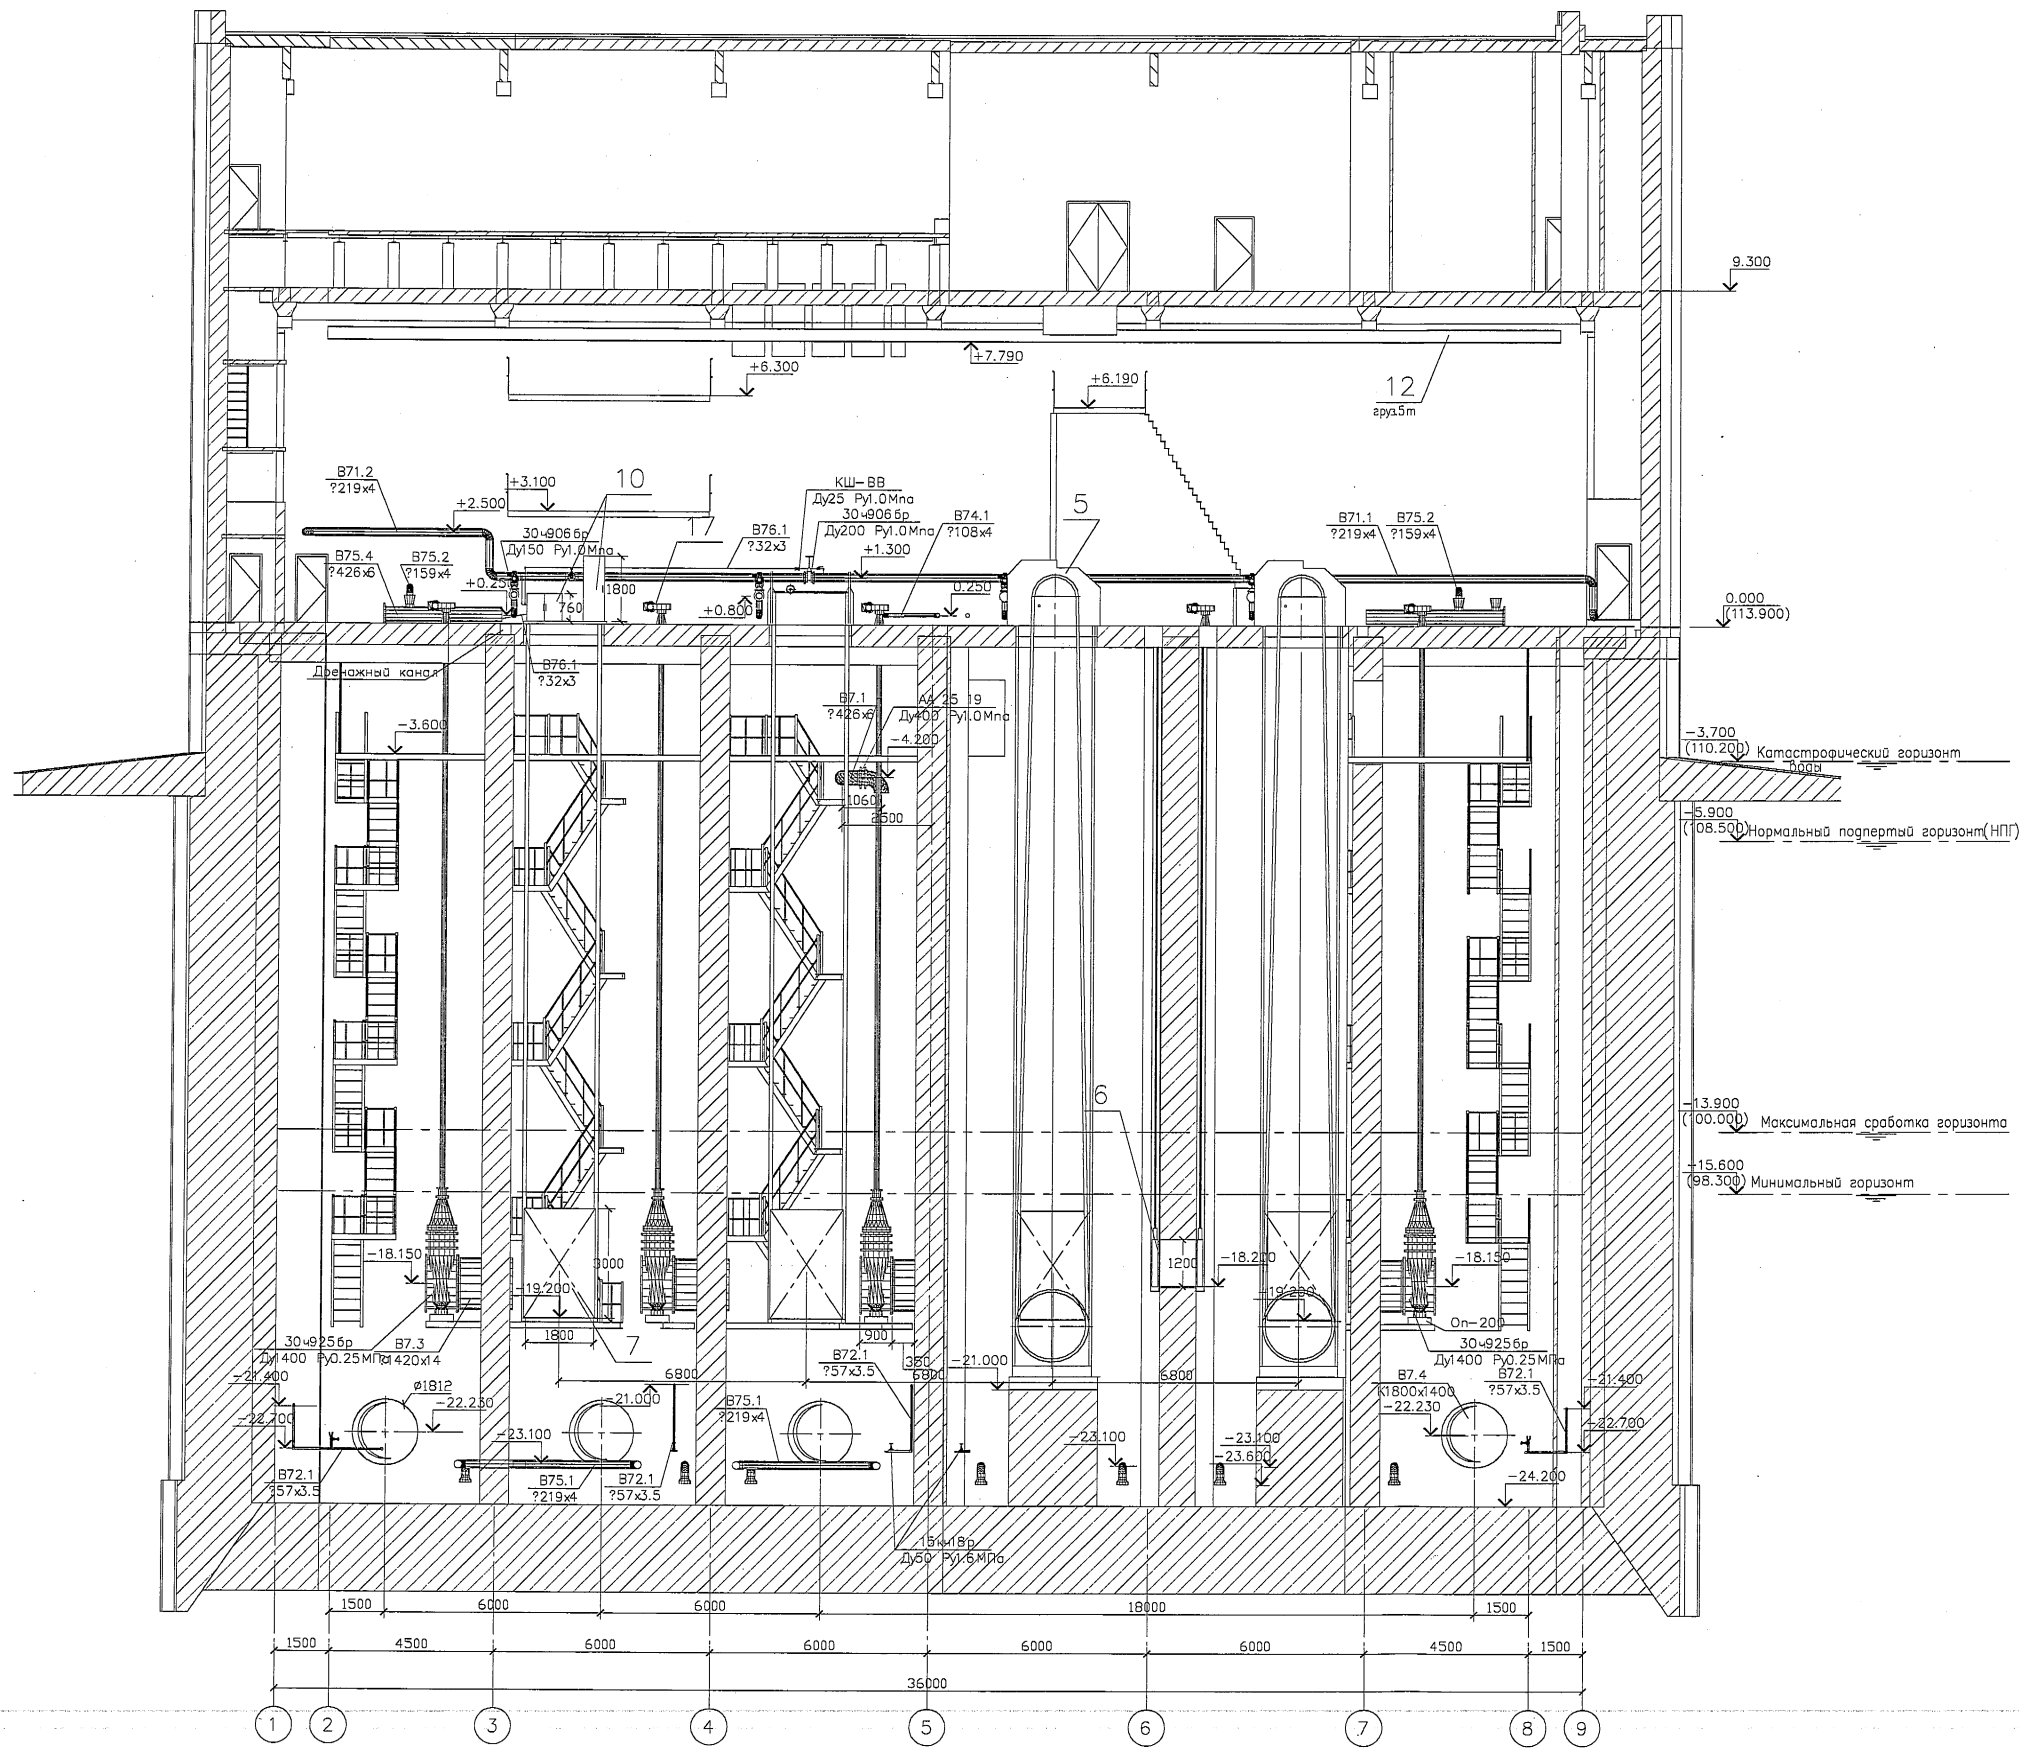 9.300
+7.790
+6.300
+6.190
12
груз.5т
В71.2
?219х4
+3.100
10
КШ-ВВ
Ду25 Ру1.0Мпа
5
+2.500
17
30ч906бр
Ду200 Ру1.0Мпа
В74.1
?108х4
В71.1
?219х4
В75.2
?159х4
30ч906бр
Ду150 Ру1.0Мпа
В76.1
?32х3
+1.300
В75.4
?426х6
В75.2
?159х4
+0.250
1800
760
+0.800
0.250
0.000
(113.900)
Дренажный канал
В76.1
?32х3
В7.1
?426х6
АА 25 19
Ду400 Ру1.0Мпа
-3.600
-4.200
-3.700
(110.200)
Катастрофический горизонт
воды
1060
2500
-5.900
(108.500)
Нормальный подпертый горизонт(НПГ)
6
-13.900
(100.000)
Максимальная сработка горизонта
-15.600
(98.300)
Минимальный горизонт
-18.150
3000
1200
-18.200
-18.150
-19.200
-19.200
Оп-200
30ч925бр
Ду1400 Ру0.25МПа
В7.3
?1420х14
1800
7
900
350
В72.1
?57х3.5
30ч925бр
Ду1400 Ру0.25МПа
-21.400
6800
6800
-21.000
6800
В7.4
К1800х1400
В72.1
?57х3.5
-21.400
ø1812
-22.230
-21.000
В75.1
?219х4
-22.230
-22.700
-22.700
-23.100
-23.100
-23.100
-23.600
В72.1
?57х3.5
В75.1
?219х4
В72.1
?57х3.5
-24.200
15кч18р
Ду50 Ру1.6МПа
1500 6000 6000 18000 1500
1500 4500 6000 6000 6000 6000 4500 1500
36000
1 2 3 4 5 6 7 8 9